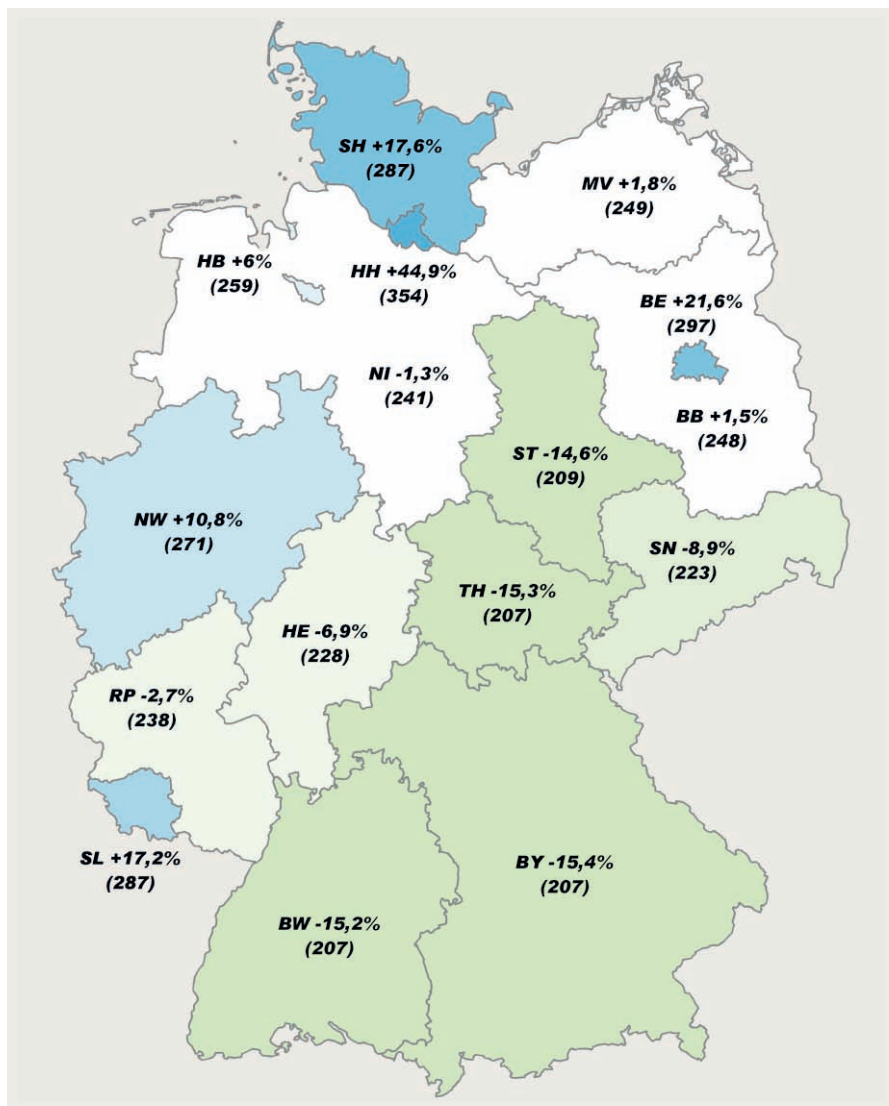 SH +17,6%
(287)
MV +1,8%
(249)
HB +6%
(259)
HH +44,9%
(354)
BE +21,6%
(297)
NI -1,3%
(241)
BB +1,5%
(248)
ST -14,6%
(209)
NW +10,8%
(271)
SN -8,9%
(223)
TH -15,3%
(207)
HE -6,9%
(228)
RP -2,7%
(238)
SL +17,2%
(287)
BY -15,4%
(207)
BW -15,2%
(207)